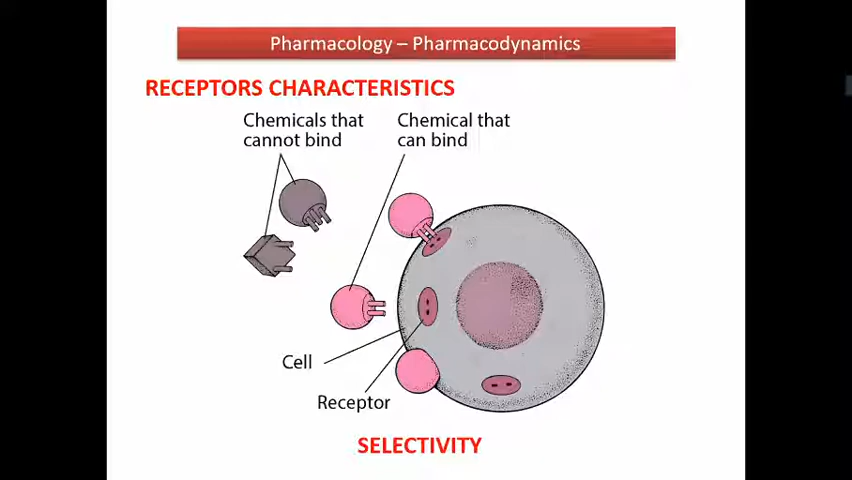 Pharmacology – Pharmacodynamics
RECEPTORS CHARACTERISTICS
Chemicals that
cannot bind
Chemical that
can bind
Cell
Receptor
SELECTIVITY